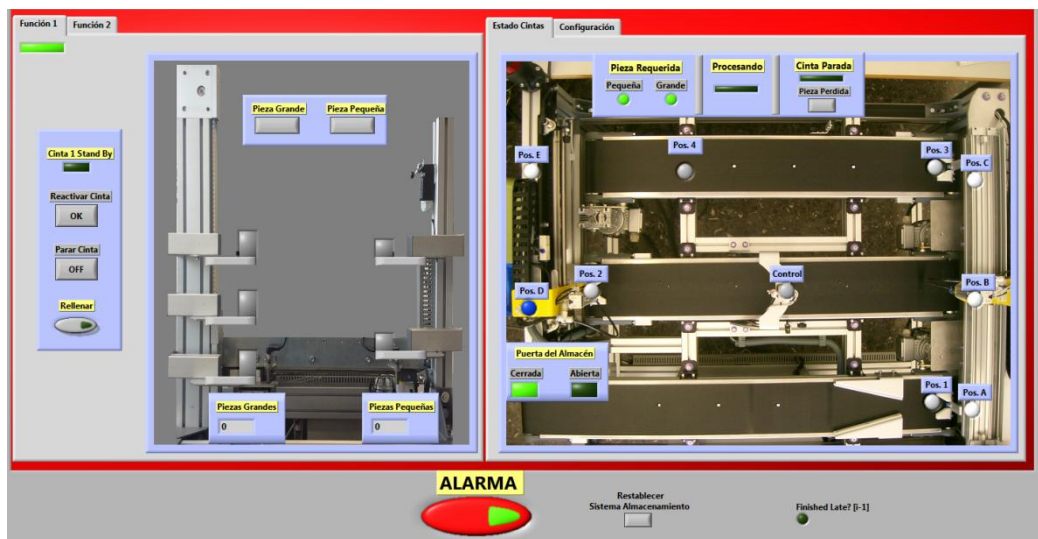 Función 1
Función 2
Pieza Grande
Pieza Pequeña
Cinta 1 Stand By
Reactivar Cinta
OK
Parar Cinta
OFF
Rellenar
Piezas Grandes
0
Piezas Pequeñas
0
Estado Cintas
Configuración
Pieza Requerida
Pequeña
Grande
Procesando
Cinta Parada
Pieza Perdida
Pos. E
Pos. 4
Pos. 3
Pos. C
Pos. 2
Control
Pos. D
Pos. B
Puerta del Almacén
Cerrada
Abierta
Pos. 1
Pos. A
ALARMA
Restablecer
Sistema Almacenamiento
Finished Late? [i-1]